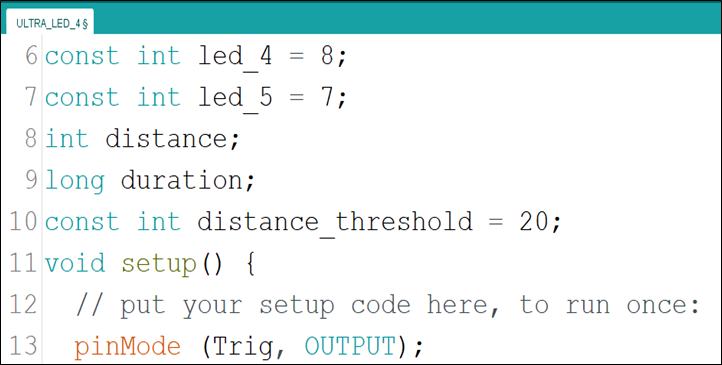 ULTRA_LED_4 §
6 const int led_4 = 8;
7 const int led_5 = 7;
8 int distance;
9 long duration;
10 const int distance_threshold = 20;
11 void setup() {
12 // put your setup code here, to run once:
13 pinMode (Trig, OUTPUT);